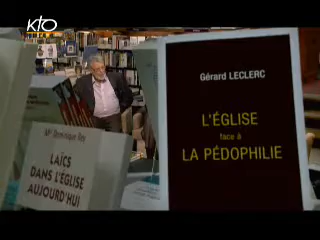 KTO
Gérard LECLERC
L'ÉGLISE
face à
LA PÉDOPHILIE
Mgr Dominique Rey
LAÏCS
DANS L'ÉGLISE
AUJOURD'HUI